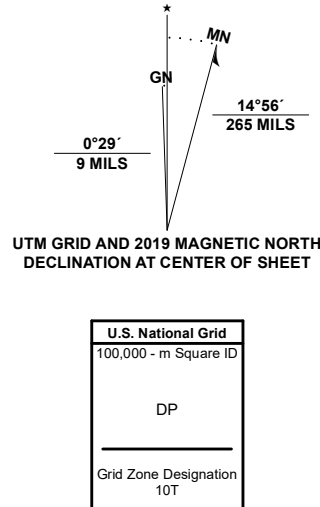 ★
MN
GN
0°29´
9 MILS
14°56´
265 MILS
UTM GRID AND 2019 MAGNETIC NORTH
DECLINATION AT CENTER OF SHEET
U.S. National Grid
100,000 - m Square ID
DP
Grid Zone Designation
10T